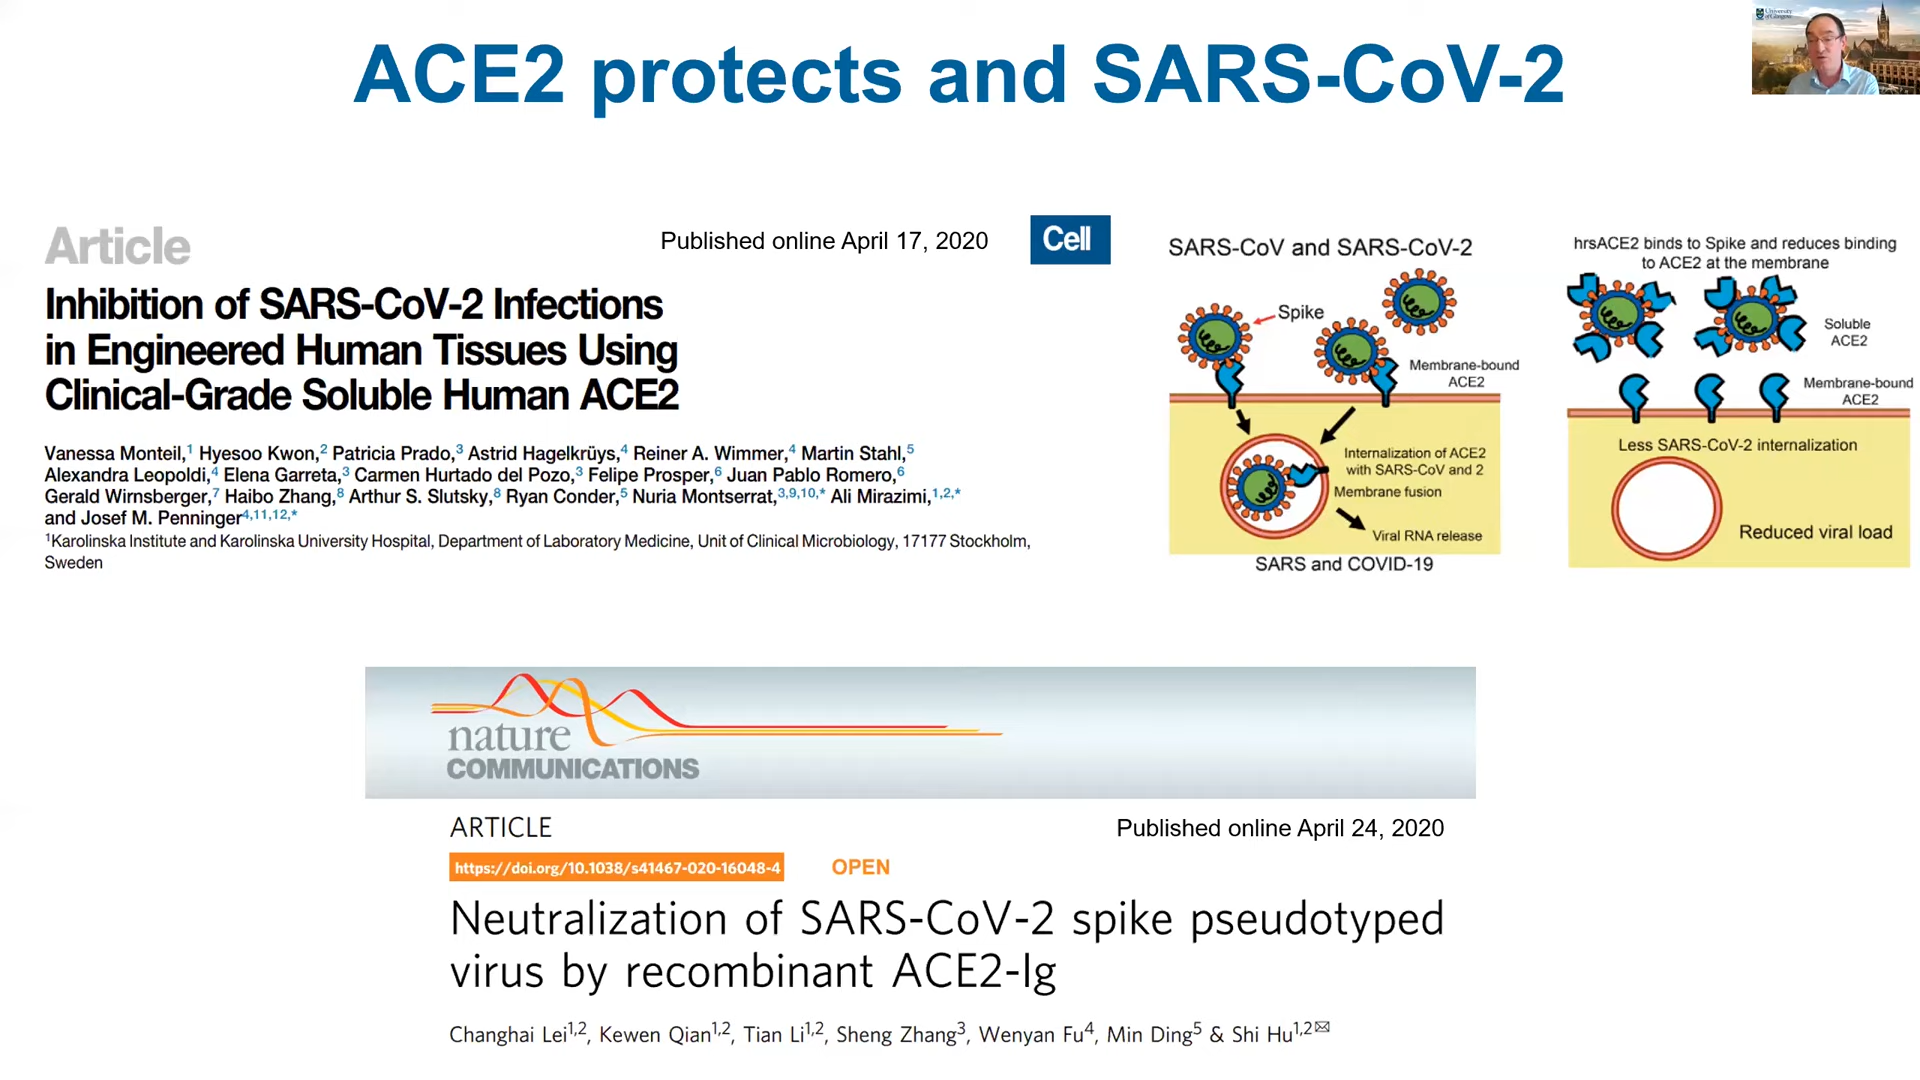 ACE2 protects and SARS-CoV-2
University
of Glasgow
Article
Published online April 17, 2020
Cell
Inhibition of SARS-CoV-2 Infections
in Engineered Human Tissues Using
Clinical-Grade Soluble Human ACE2
Vanessa Monteil,1 Hyesoo Kwon,2 Patricia Prado,3 Astrid Hagelkrüys,4 Reiner A. Wimmer,4 Martin Stahl,5
Alexandra Leopoldi,4 Elena Garreta,3 Carmen Hurtado del Pozo,3 Felipe Prosper,6 Juan Pablo Romero,6
Gerald Wirnsberger,7 Haibo Zhang,8 Arthur S. Slutsky,8 Ryan Conder,5 Nuria Montserrat,3,9,10,* Ali Mirazimi,1,2,*
and Josef M. Penninger4,11,12,*
1Karolinska Institute and Karolinska University Hospital, Department of Laboratory Medicine, Unit of Clinical Microbiology, 17177 Stockholm,
Sweden
SARS-CoV and SARS-CoV-2
Spike
Membrane-bound
ACE2
Internalization of ACE2
with SARS-CoV and 2
Membrane fusion
Viral RNA release
SARS and COVID-19
hrsACE2 binds to Spike and reduces binding
to ACE2 at the membrane
Soluble
ACE2
Membrane-bound
ACE2
Less SARS-CoV-2 internalization
Reduced viral load
nature
COMMUNICATIONS
ARTICLE
Published online April 24, 2020
https://doi.org/10.1038/s41467-020-16048-4
OPEN
Neutralization of SARS-CoV-2 spike pseudotyped
virus by recombinant ACE2-Ig
Changhai Lei1,2, Kewen Qian1,2, Tian Li1,2, Sheng Zhang3, Wenyan Fu4, Min Ding5 & Shi Hu1,2✉